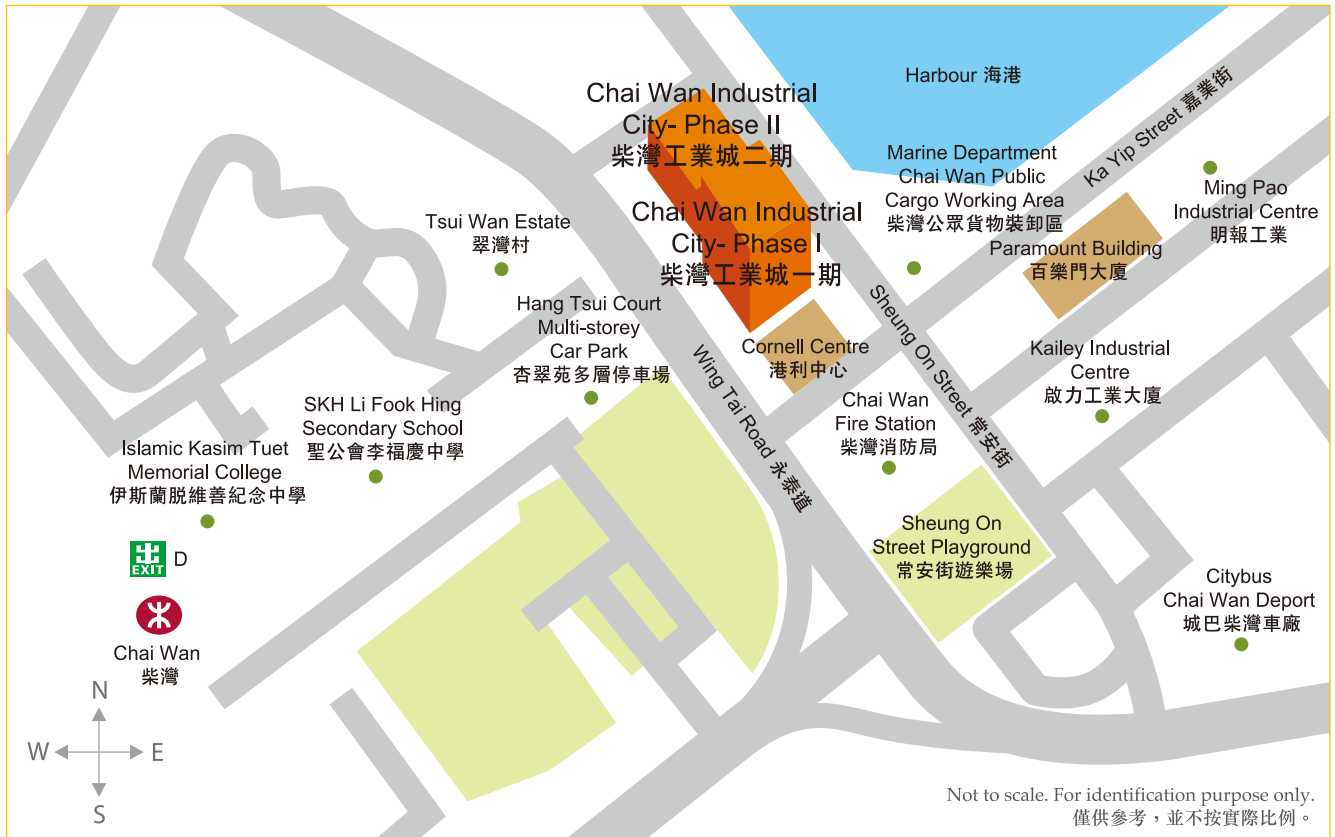 Harbour 海港
Chai Wan Industrial
City- Phase II
柴灣工業城二期
Ka Yip Street 嘉業街
Marine Department
Chai Wan Public
Cargo Working Area
柴灣公眾貨物裝卸區
Ming Pao
Industrial Centre
明報工業
Tsui Wan Estate
翠灣村
Chai Wan Industrial
City- Phase I
柴灣工業城一期
Paramount Building
百樂門大廈
Hang Tsui Court
Multi-storey
Car Park
杏翠苑多層停車場
Sheung On Street 常安街
Cornell Centre
港利中心
Kailey Industrial
Centre
啟力工業大廈
Wing Tai Road 永泰道
SKH Li Fook Hing
Secondary School
聖公會李福慶中學
Chai Wan
Fire Station
柴灣消防局
Islamic Kasim Tuet
Memorial College
伊斯蘭脱維善紀念中學
Sheung On
Street Playground
常安街遊樂場
出
EXIT
D
Citybus
Chai Wan Deport
城巴柴灣車廠
Chai Wan
柴灣
N
W
E
S
Not to scale. For identification purpose only.
僅供參考，並不按實際比例。